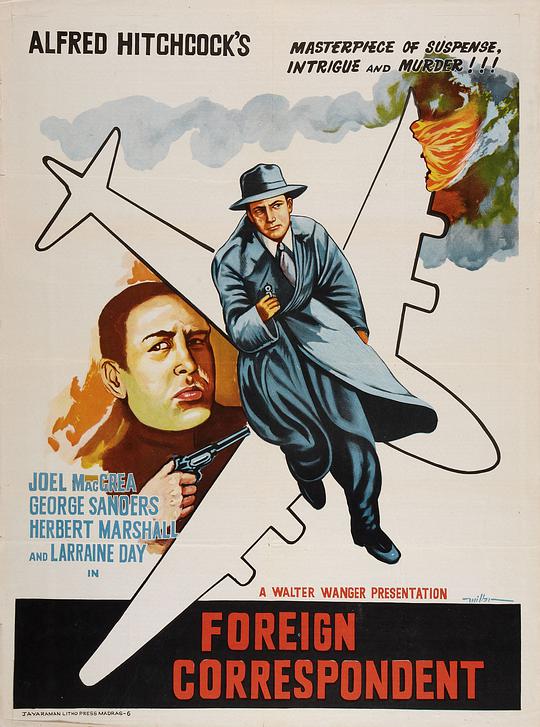 ALFRED HITCHCOCK'S
MASTERPIECE OF SUSPENSE,
INTRIGUE AND MURDER!!!
JOEL MacCREA
GEORGE SANDERS
HERBERT MARSHALL
AND LARRAINE DAY
IN
A WALTER WANGER PRESENTATION
FOREIGN
CORRESPONDENT
JAYARAMAN LITHO PRESS MADRAS-6